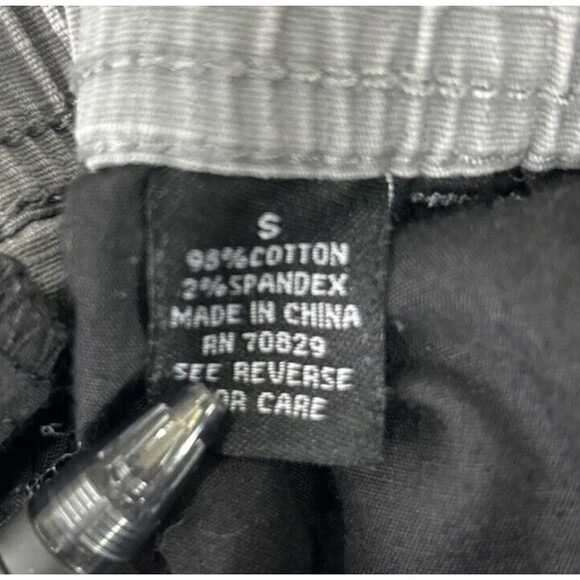 S
98%COTTON
2%SPANDEX
MADE IN CHINA
RN 70829
SEE REVERSE
FOR CARE